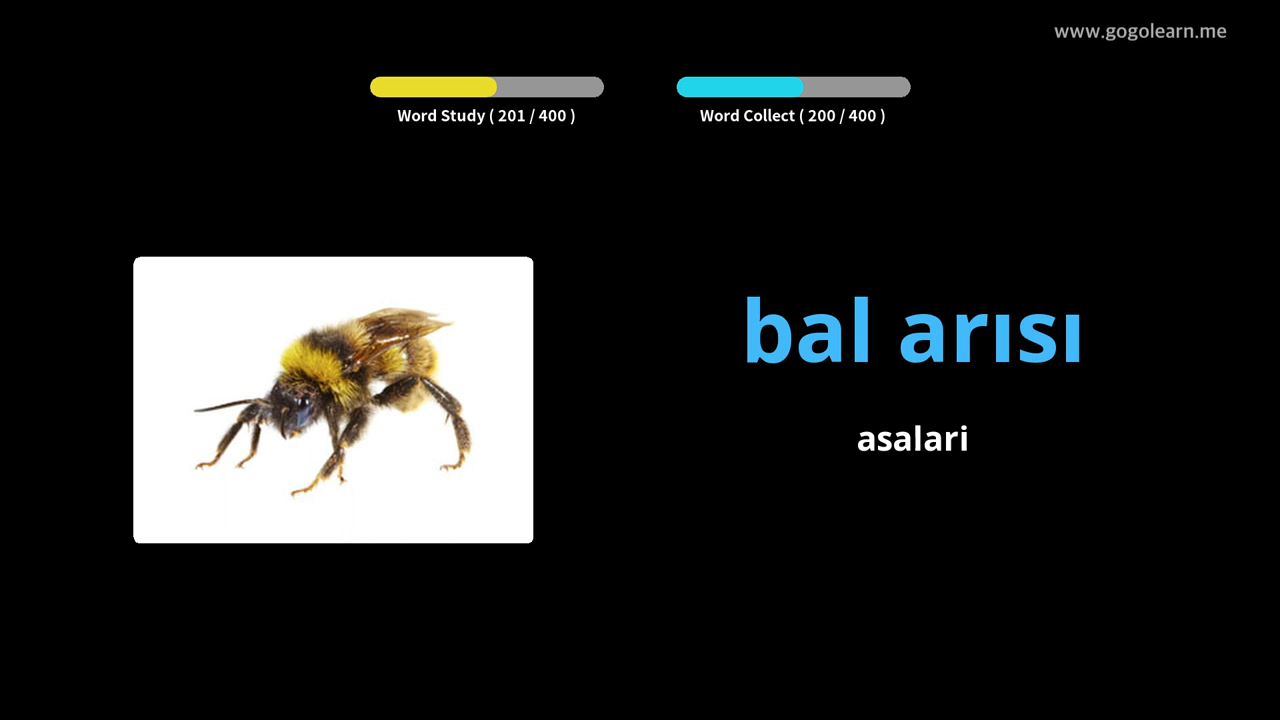 www.gogolearn.me
Word Study ( 201 / 400 )
Word Collect ( 200 / 400 )
bal arısı
asalari